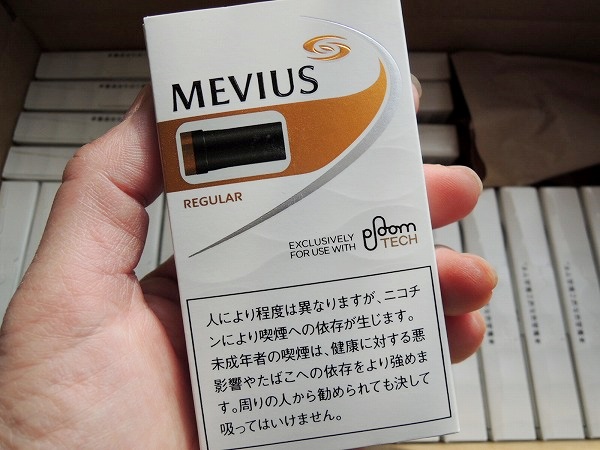 MEVIUS
REGULAR
EXCLUSIVELY
FOR USE WITH
ploom
TECH
人により程度は異なりますが、ニコチ
ンにより喫煙への依存が生じます。
未成年者の喫煙は、健康に対する悪
影響やたばこへの依存をより強めま
す。周りの人から勧められても決して
吸ってはいけません。